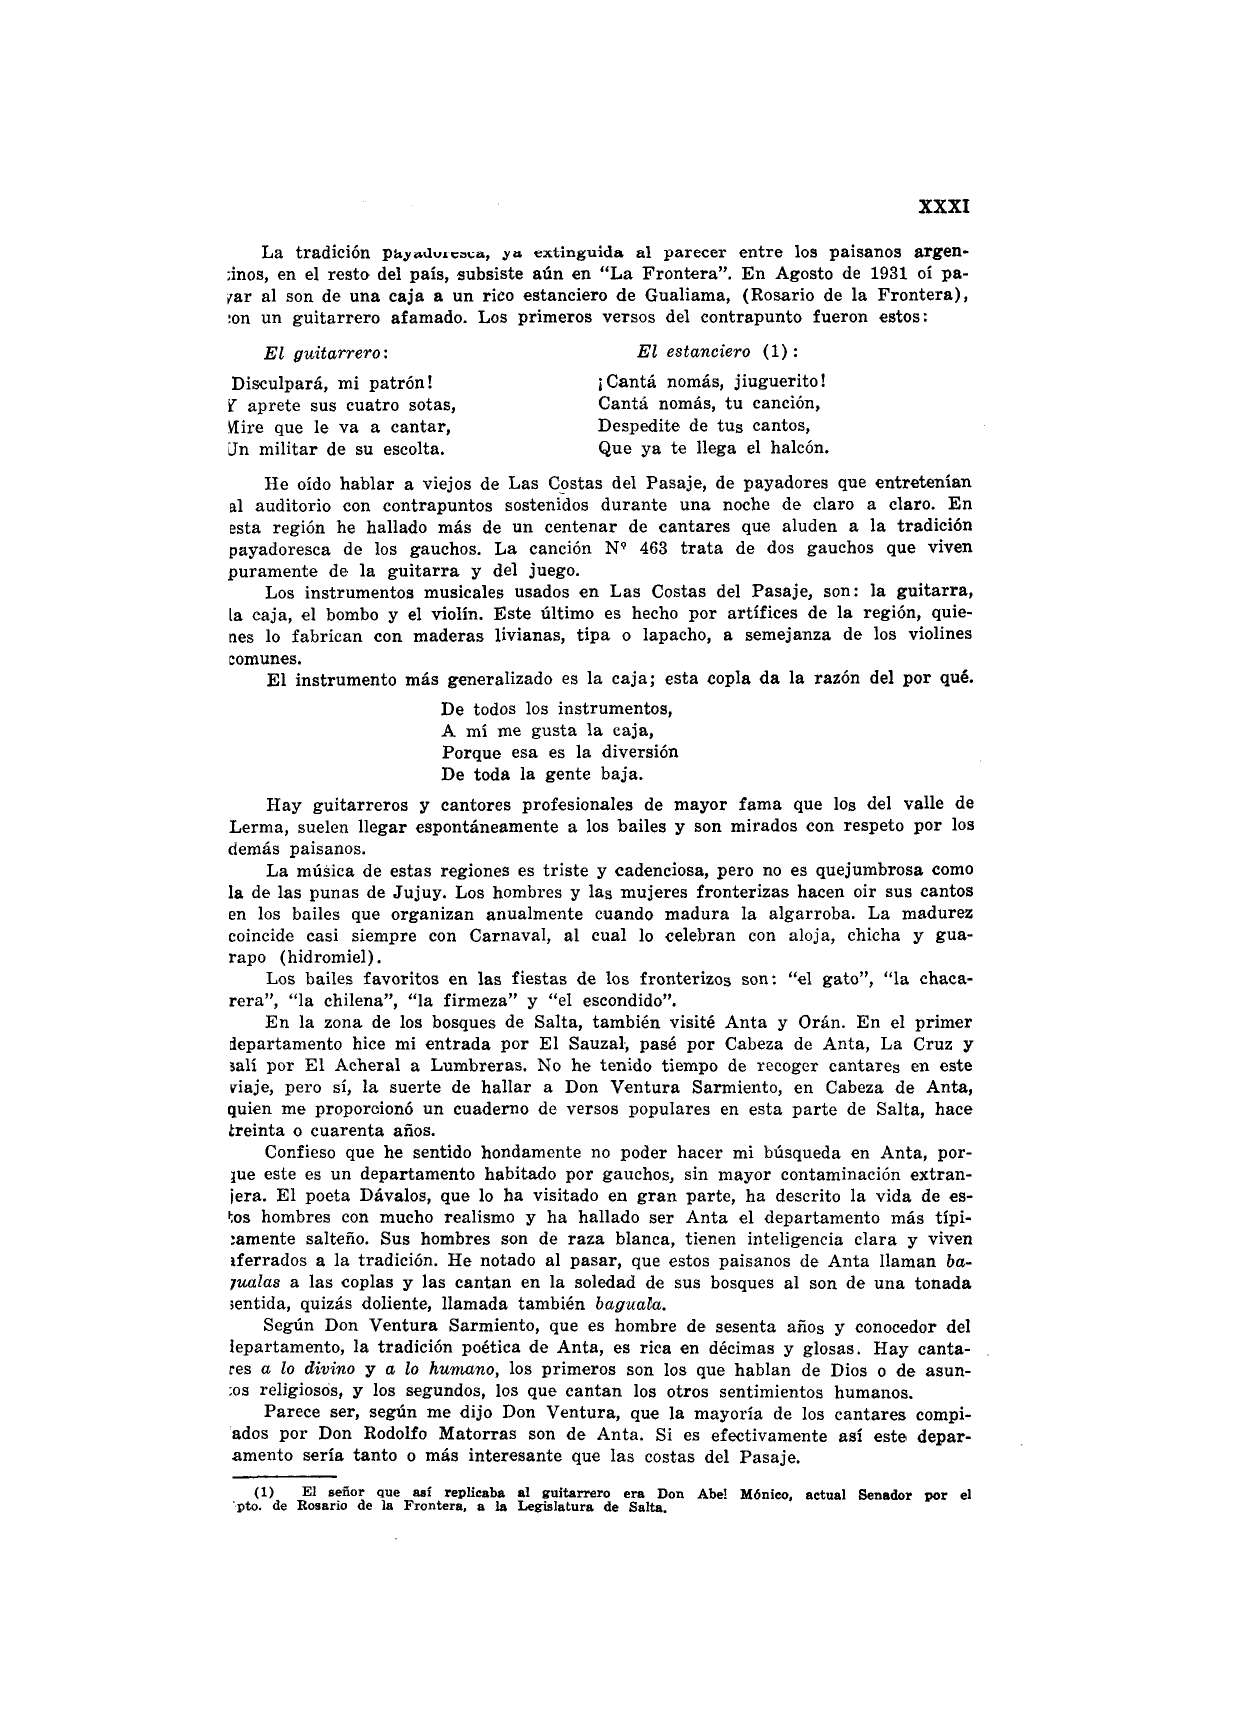 XXXI
La tradición payadoresca, ya extinguida al parecer entre los paisanos argen-
tinos, en el resto del país, subsiste aún en “La Frontera”. En Agosto de 1931 oí pa-
yar al son de una caja a un rico estanciero de Gualiama, (Rosario de la Frontera),
con un guitarrero afamado. Los primeros versos del contrapunto fueron estos:
El guitarrero:
Disculpará, mi patrón!
Y aprete sus cuatro sotas,
Mire que le va a cantar,
Un militar de su escolta.
El estanciero (1):
¡Cantá nomás, jiuguerito!
Cantá nomás, tu canción,
Despedite de tus cantos,
Que ya te llega el halcón.
He oído hablar a viejos de Las Costas del Pasaje, de payadores que entretenían
al auditorio con contrapuntos sostenidos durante una noche de claro a claro. En
esta región he hallado más de un centenar de cantares que aluden a la tradición
payadoresca de los gauchos. La canción Nº 463 trata de dos gauchos que viven
puramente de la guitarra y del juego.
Los instrumentos musicales usados en Las Costas del Pasaje, son: la guitarra,
la caja, el bombo y el violín. Este último es hecho por artífices de la región, quie-
nes lo fabrican con maderas livianas, tipa o lapacho, a semejanza de los violines
comunes.
El instrumento más generalizado es la caja; esta copla da la razón del por qué.
De todos los instrumentos,
A mí me gusta la caja,
Porque esa es la diversión
De toda la gente baja.
Hay guitarreros y cantores profesionales de mayor fama que los del valle de
Lerma, suelen llegar espontáneamente a los bailes y son mirados con respeto por los
demás paisanos.
La música de estas regiones es triste y cadenciosa, pero no es quejumbrosa como
la de las punas de Jujuy. Los hombres y las mujeres fronterizas hacen oir sus cantos
en los bailes que organizan anualmente cuando madura la algarroba. La madurez
coincide casi siempre con Carnaval, al cual lo celebran con aloja, chicha y gua-
rapo (hidromiel).
Los bailes favoritos en las fiestas de los fronterizos son: “el gato”, “la chaca-
rera”, “la chilena”, “la firmeza” y “el escondido”.
En la zona de los bosques de Salta, también visité Anta y Orán. En el primer
departamento hice mi entrada por El Sauzal, pasé por Cabeza de Anta, La Cruz y
salí por El Acheral a Lumbreras. No he tenido tiempo de recoger cantares en este
viaje, pero sí, la suerte de hallar a Don Ventura Sarmiento, en Cabeza de Anta,
quien me proporcionó un cuaderno de versos populares en esta parte de Salta, hace
treinta o cuarenta años.
Confieso que he sentido hondamente no poder hacer mi búsqueda en Anta, por-
que este es un departamento habitado por gauchos, sin mayor contaminación extran-
jera. El poeta Dávalos, que lo ha visitado en gran parte, ha descrito la vida de es-
tos hombres con mucho realismo y ha hallado ser Anta el departamento más típi-
camente salteño. Sus hombres son de raza blanca, tienen inteligencia clara y viven
aferrados a la tradición. He notado al pasar, que estos paisanos de Anta llaman ba-
gualas a las coplas y las cantan en la soledad de sus bosques al son de una tonada
sentida, quizás doliente, llamada también baguala.
Según Don Ventura Sarmiento, que es hombre de sesenta años y conocedor del
departamento, la tradición poética de Anta, es rica en décimas y glosas. Hay canta-
res a lo divino y a lo humano, los primeros son los que hablan de Dios o de asun-
tos religiosos, y los segundos, los que cantan los otros sentimientos humanos.
Parece ser, según me dijo Don Ventura, que la mayoría de los cantares compi-
lados por Don Rodolfo Matorras son de Anta. Si es efectivamente así este depar-
tamento sería tanto o más interesante que las costas del Pasaje.
(1) El señor que así replicaba al guitarrero era Don Abel Mónico, actual Senador por el
Dpto. de Rosario de la Frontera, a la Legislatura de Salta.